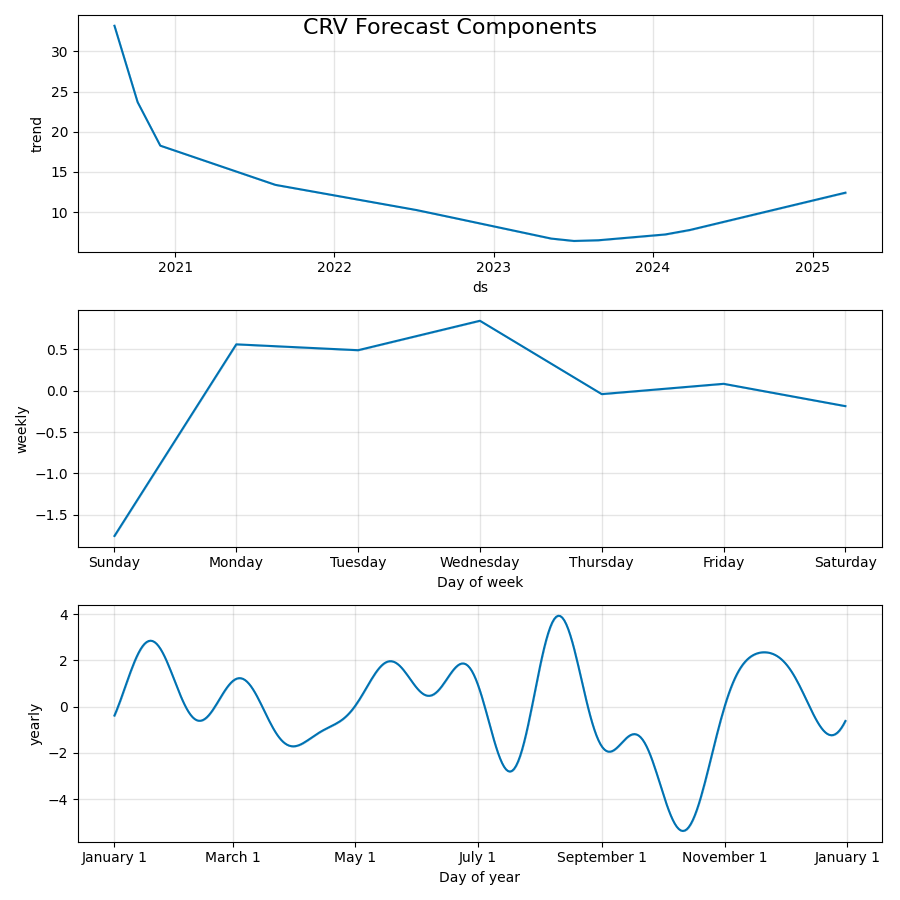 CRV Forecast Components
30
25
20
15
10
trend
2021 2022 2023 2024 2025
ds
0.5
0.0
−0.5
−1.0
−1.5
weekly
Sunday Monday Tuesday Wednesday Thursday Friday Saturday
Day of week
4
2
0
−2
−4
yearly
January 1 March 1 May 1 July 1 September 1 November 1 January 1
Day of year